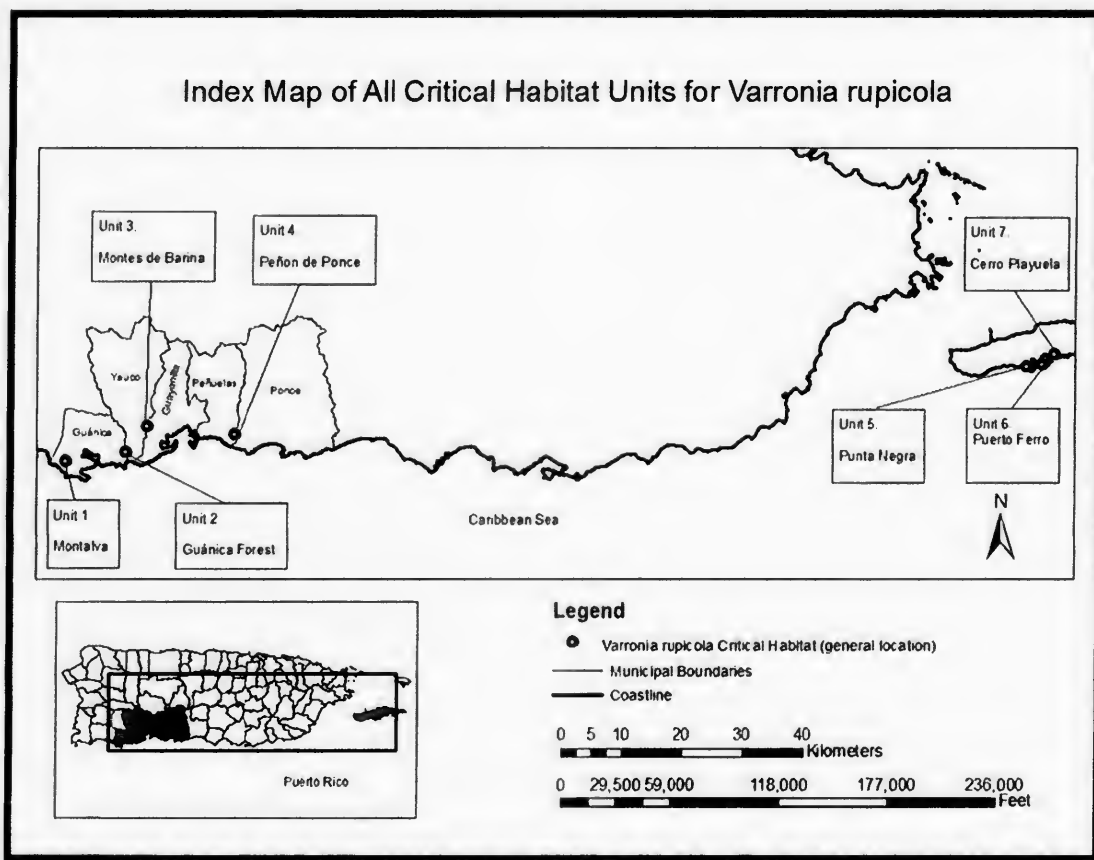 Index Map of All Critical Habitat Units for Varronia rupicola
Unit 3.
Montes de Barina
Unit 4
Peñon de Ponce
Unit 7.
Cerro Playuela
Yauco
Guayanilla
Peñuelas
Ponce
Guánica
Unit 1
Montalva
Unit 2
Guánica Forest
Caribbean Sea
Unit 5.
Punta Negra
Unit 6.
Puerto Ferro
N
Puerto Rico
Legend
Varronia rupicola Critical Habitat (general location)
Municipal Boundaries
Coastline
0 5 10 20 30 40
Kilometers
0 29,500 59,000 118,000 177,000 236,000
Feet